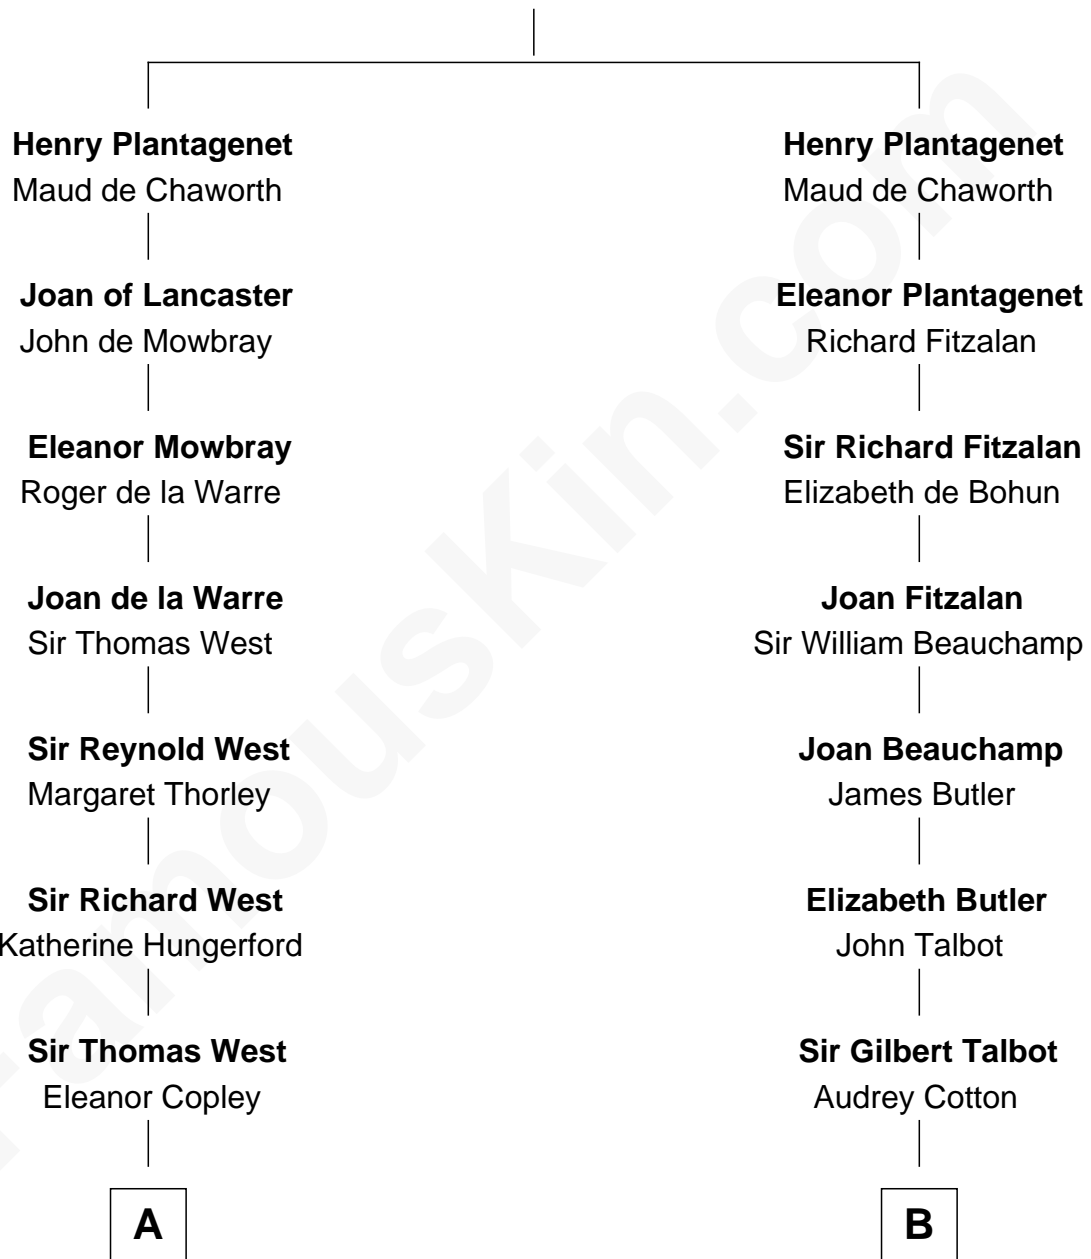 Henry Plantagenet
Maud de Chaworth
Joan of Lancaster
John de Mowbray
Eleanor Mowbray
Roger de la Warre
Joan de la Warre
Sir Thomas West
Sir Reynold West
Margaret Thorley
Sir Richard West
Katherine Hungerford
Sir Thomas West
Eleanor Copley
A
Henry Plantagenet
Maud de Chaworth
Eleanor Plantagenet
Richard Fitzalan
Sir Richard Fitzalan
Elizabeth de Bohun
Joan Fitzalan
Sir William Beauchamp
Joan Beauchamp
James Butler
Elizabeth Butler
John Talbot
Sir Gilbert Talbot
Audrey Cotton
B
FamousKin.com